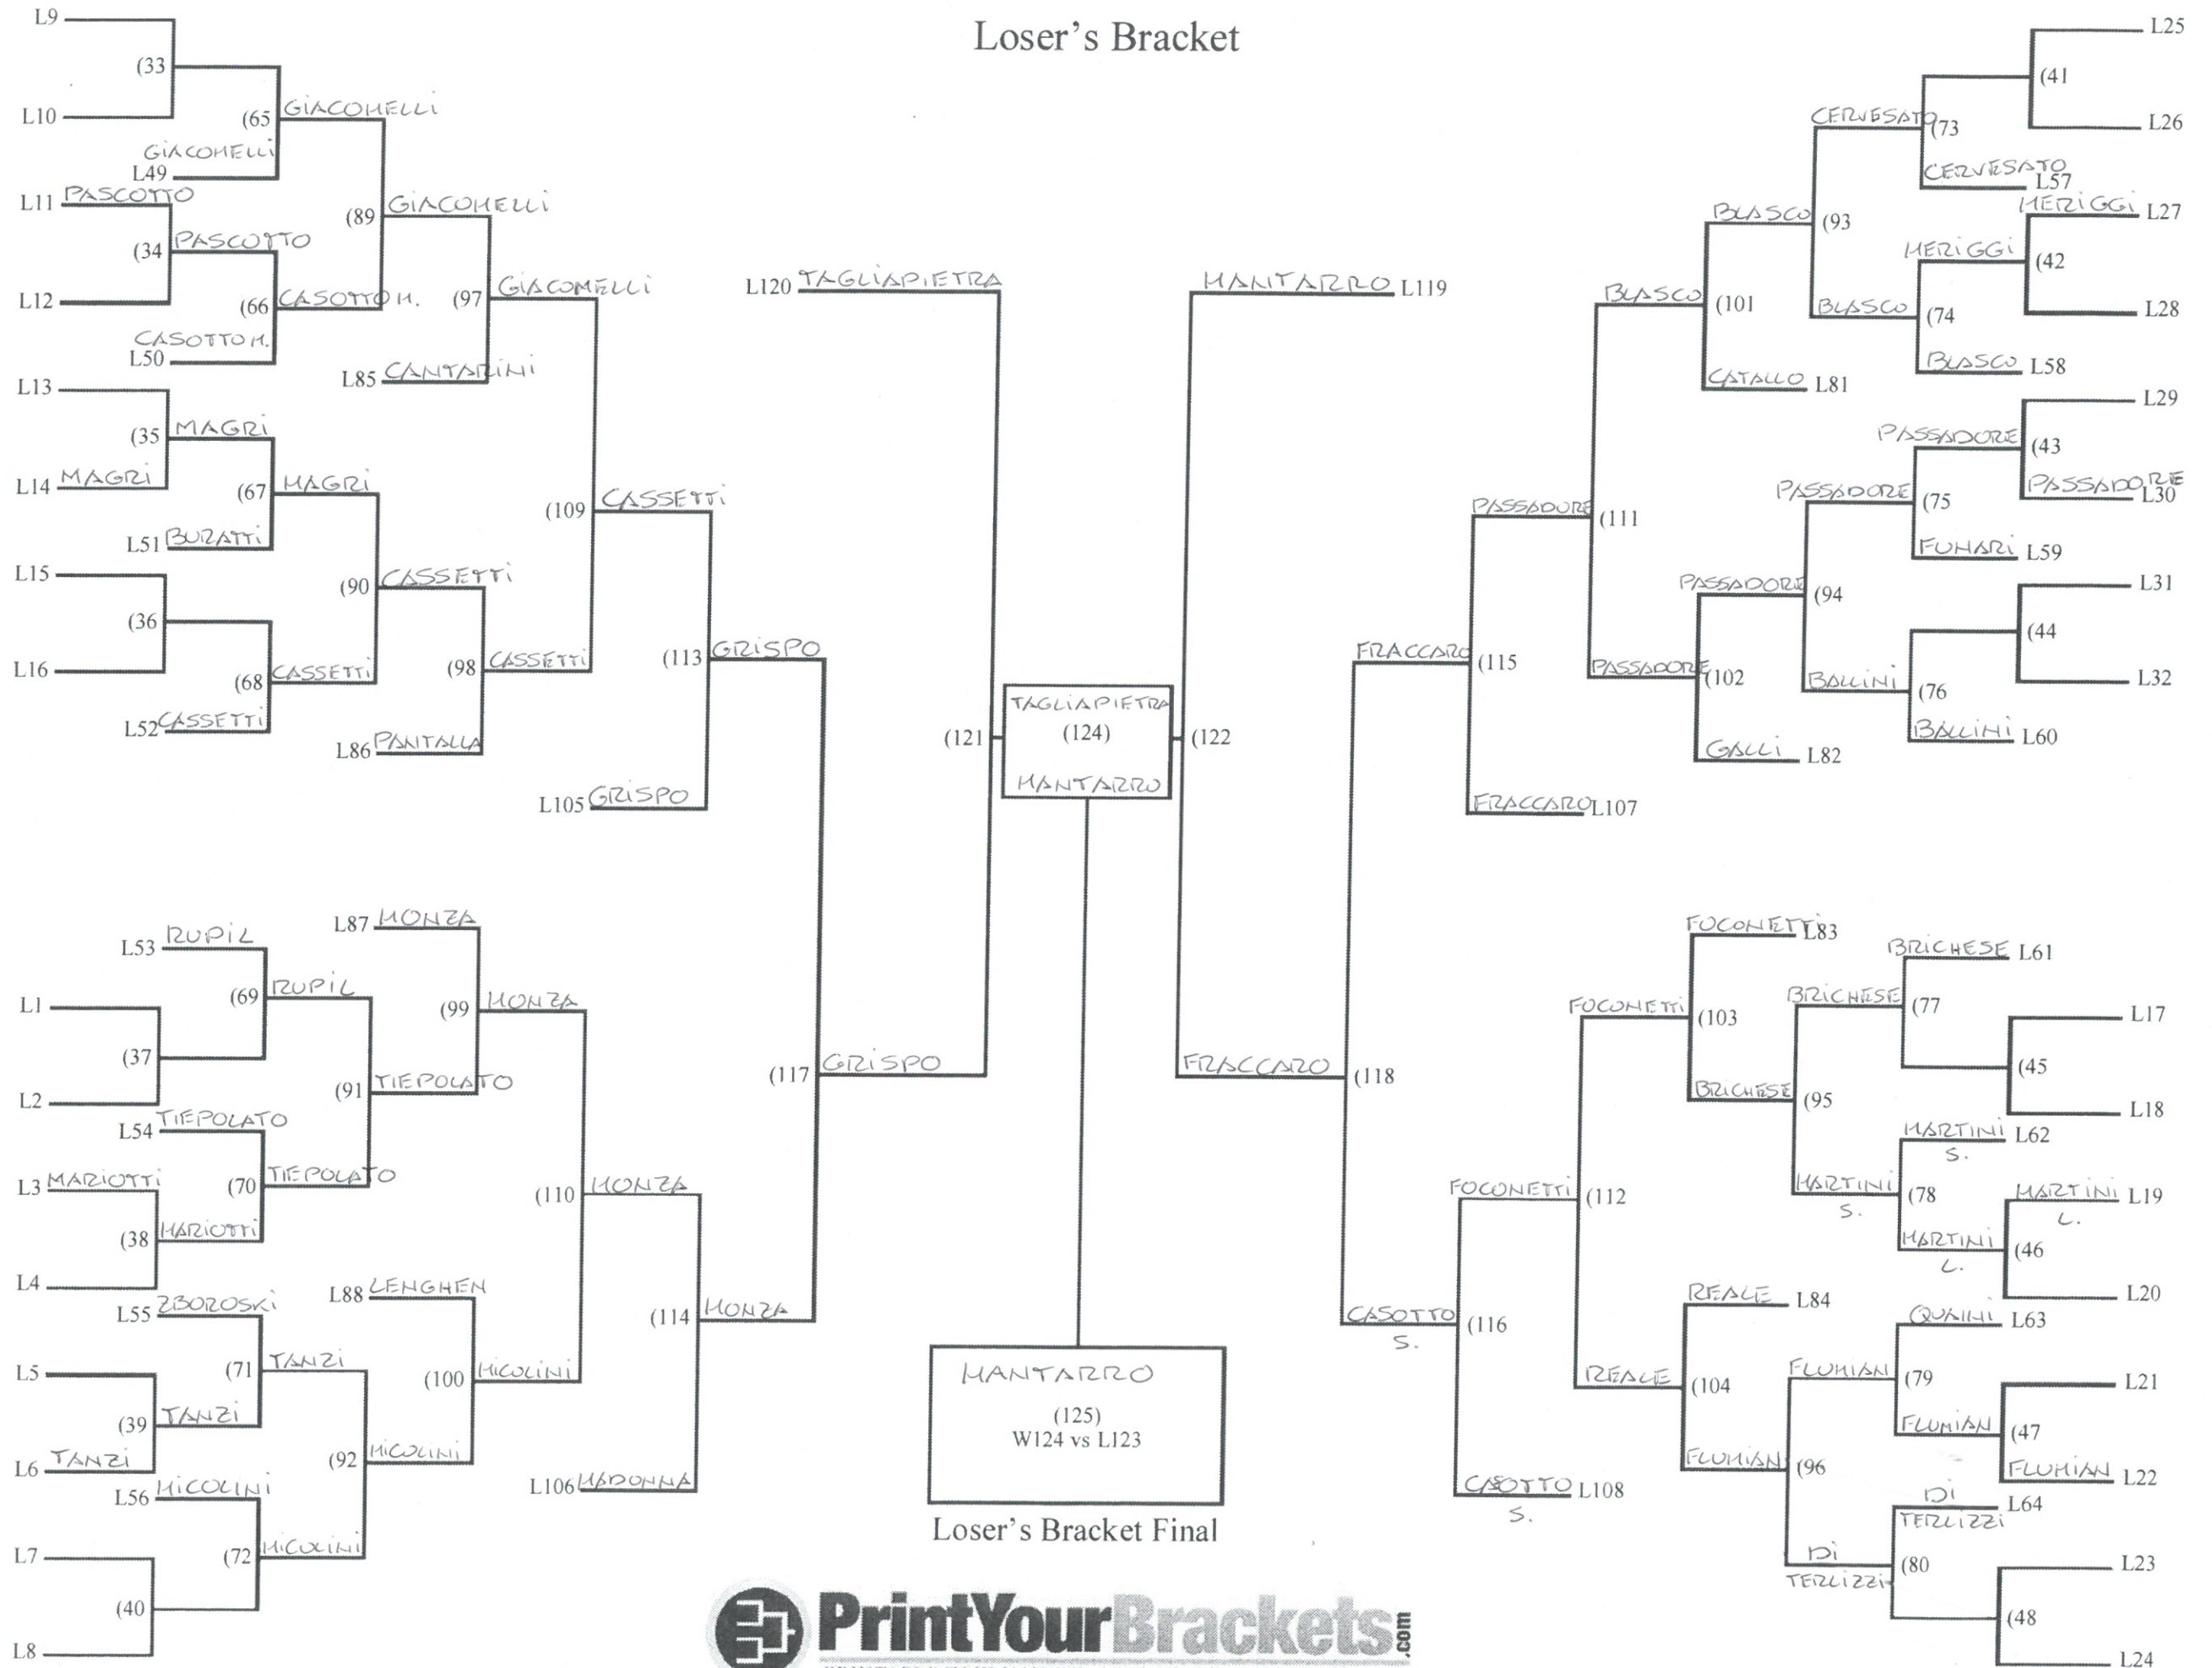 Loser's Bracket
L9
(33
L10
(65
GIACOMELLI
GIACOMELLI
L49
L11 PASCOTTO
(34
PASCOTTO
L12
(66
CASOTTO M.
CASOTTO M.
L50
(89
GIACOMELLI
(97
GIACOMELLI
L85 CANTARINI
L13
(35
MAGRI
L14 MAGRI
(67
MAGRI
L51 BURATTI
L15
(36
L16
(68
CASSETTI
L52 CASSETTI
(90
CASSETTI
(98
CASSETTI
L86 PANTALLA
(109
CASSETTI
(113
GRISPO
L105 GRISPO
L53 RUPIL
(69
RUPIL
L1
(37
L2
L54 TIEPOLATO
(70
TIEPOLATO
L3 MARIOTTI
(38
MARIOTTI
L4
L87 MONZA
(99
MONZA
(91
TIEPOLATO
L55 ZBOROSKI
(71
TANZI
L5
(39
TANZI
L6 TANZI
L56 MICOLINI
(72
MICOLINI
L7
(40
L8
L88 LENGHEN
(100
MICOLINI
(92
MICOLINI
(110
MONZA
(114
MONZA
L106 MADONNA
(117
GRISPO
L120 TAGLIAPIETRA
(121
TAGLIAPIETRA
(124)
MANTARRO
(122
MANTARRO L119
FRACCARO
(118
MANTARRO
(125)
W124 vs L123
Loser's Bracket Final
L25
(41
L26
CERVESATO
(73
CERVESATO
L57
MERIGGI L27
MERIGGI
(42
L28
BLASCO
(74
BLASCO L58
BLASCO
(93
BLASCO
(101
CATALLO L81
L29
PASSADORE
(43
PASSADORE
L30
PASSADORE
(75
FUMARI L59
L31
(44
L32
BALLINI
(76
BALLINI L60
PASSADORE
(94
PASSADORE
(102
GALLI L82
PASSADORE
(111
FRACCARO
(115
FRACCARO L107
FOCONETTI
L83
FOCONETTI
(103
BRICHESE L61
BRICHESE
(77
L17
(45
L18
BRICHESE
(95
MARTINI L62
S.
MARTINI
S.
(78
MARTINI L19
L.
MARTINI
L.
(46
L20
FOCONETTI
(112
REALE L84
REALE
(104
QUAINI L63
FLUMIAN
(79
L21
FLUMIAN
(47
FLUMIAN L22
FLUMIAN
(96
DI
TERLIZZI
L64
DI
TERLIZZI
(80
L23
(48
L24
CASOTTO
S.
(116
CASOTTO L108
S.
PrintYourBrackets.com